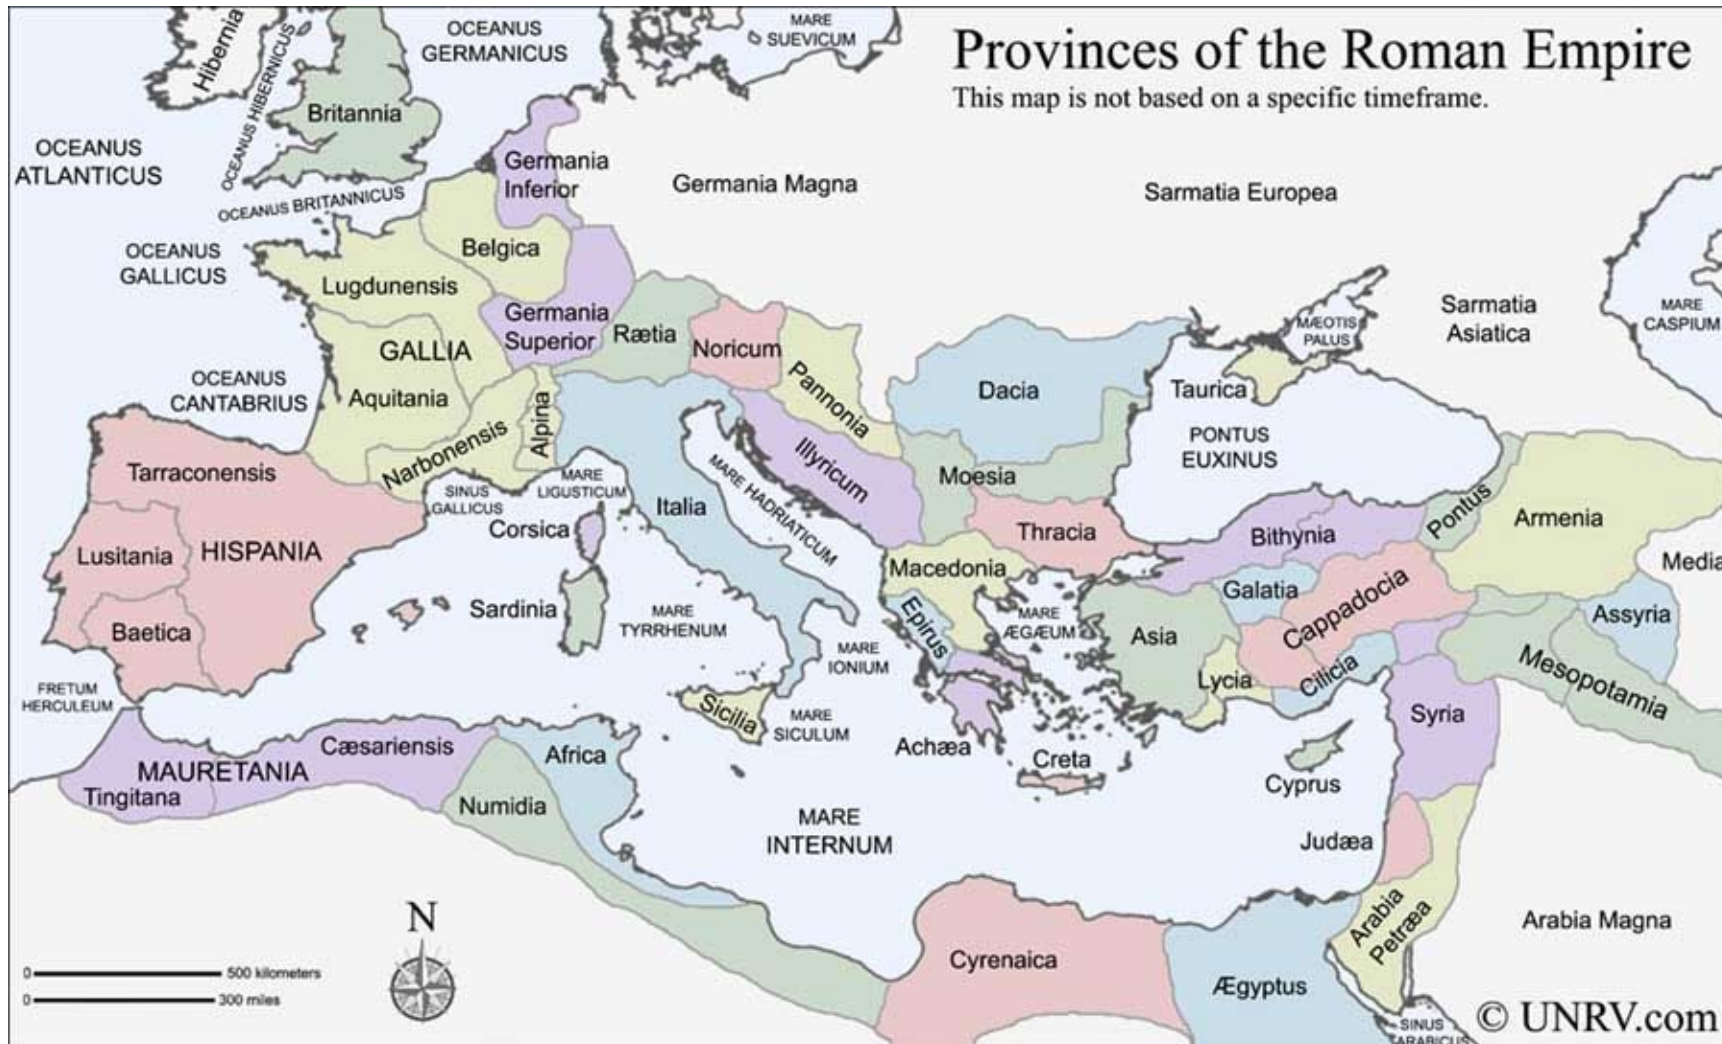 Provinces of the Roman Empire
This map is not based on a specific timeframe.
Hibernia
OCEANUS HIBERNICUS
OCEANUS
GERMANICUS
MARE
SUEVICUM
Britannia
OCEANUS
ATLANTICUS
OCEANUS BRITANNICUS
Germania
Inferior
Germania Magna
Sarmatia Europea
OCEANUS
GALLICUS
Belgica
Lugdunensis
Germania
Superior
Rætia
Noricum
Pannonia
Dacia
Taurica
MÆOTIS
PALUS
Sarmatia
Asiatica
MARE
CASPIUM
GALLIA
Aquitania
OCEANUS
CANTABRIUS
Narbonensis
Alpina
Illyricum
Moesia
PONTUS
EUXINUS
Tarraconensis
SINUS
GALLICUS
MARE
LIGUSTICUM
MARE HADRIATICUM
Italia
Corsica
Thracia
Bithynia
Pontus
Armenia
Media
Lusitania
HISPANIA
Macedonia
Galatia
Cappadocia
Assyria
Sardinia
MARE
TYRRHENUM
Epirus
MARE
ÆGÆUM
Asia
Baetica
MARE
IONIUM
Lycia
Cilicia
Mesopotamia
FRETUM
HERCULEUM
Sicilia
MARE
SICULUM
Achæa
Creta
Cyprus
Syria
Cæsariensis
MAURETANIA
Tingitana
Africa
Numidia
MARE
INTERNUM
Judæa
Arabia
Petræa
Arabia Magna
Cyrenaica
Ægyptus
N
0 500 kilometers
0 300 miles
SINUS
ARABICUS
© UNRV.com